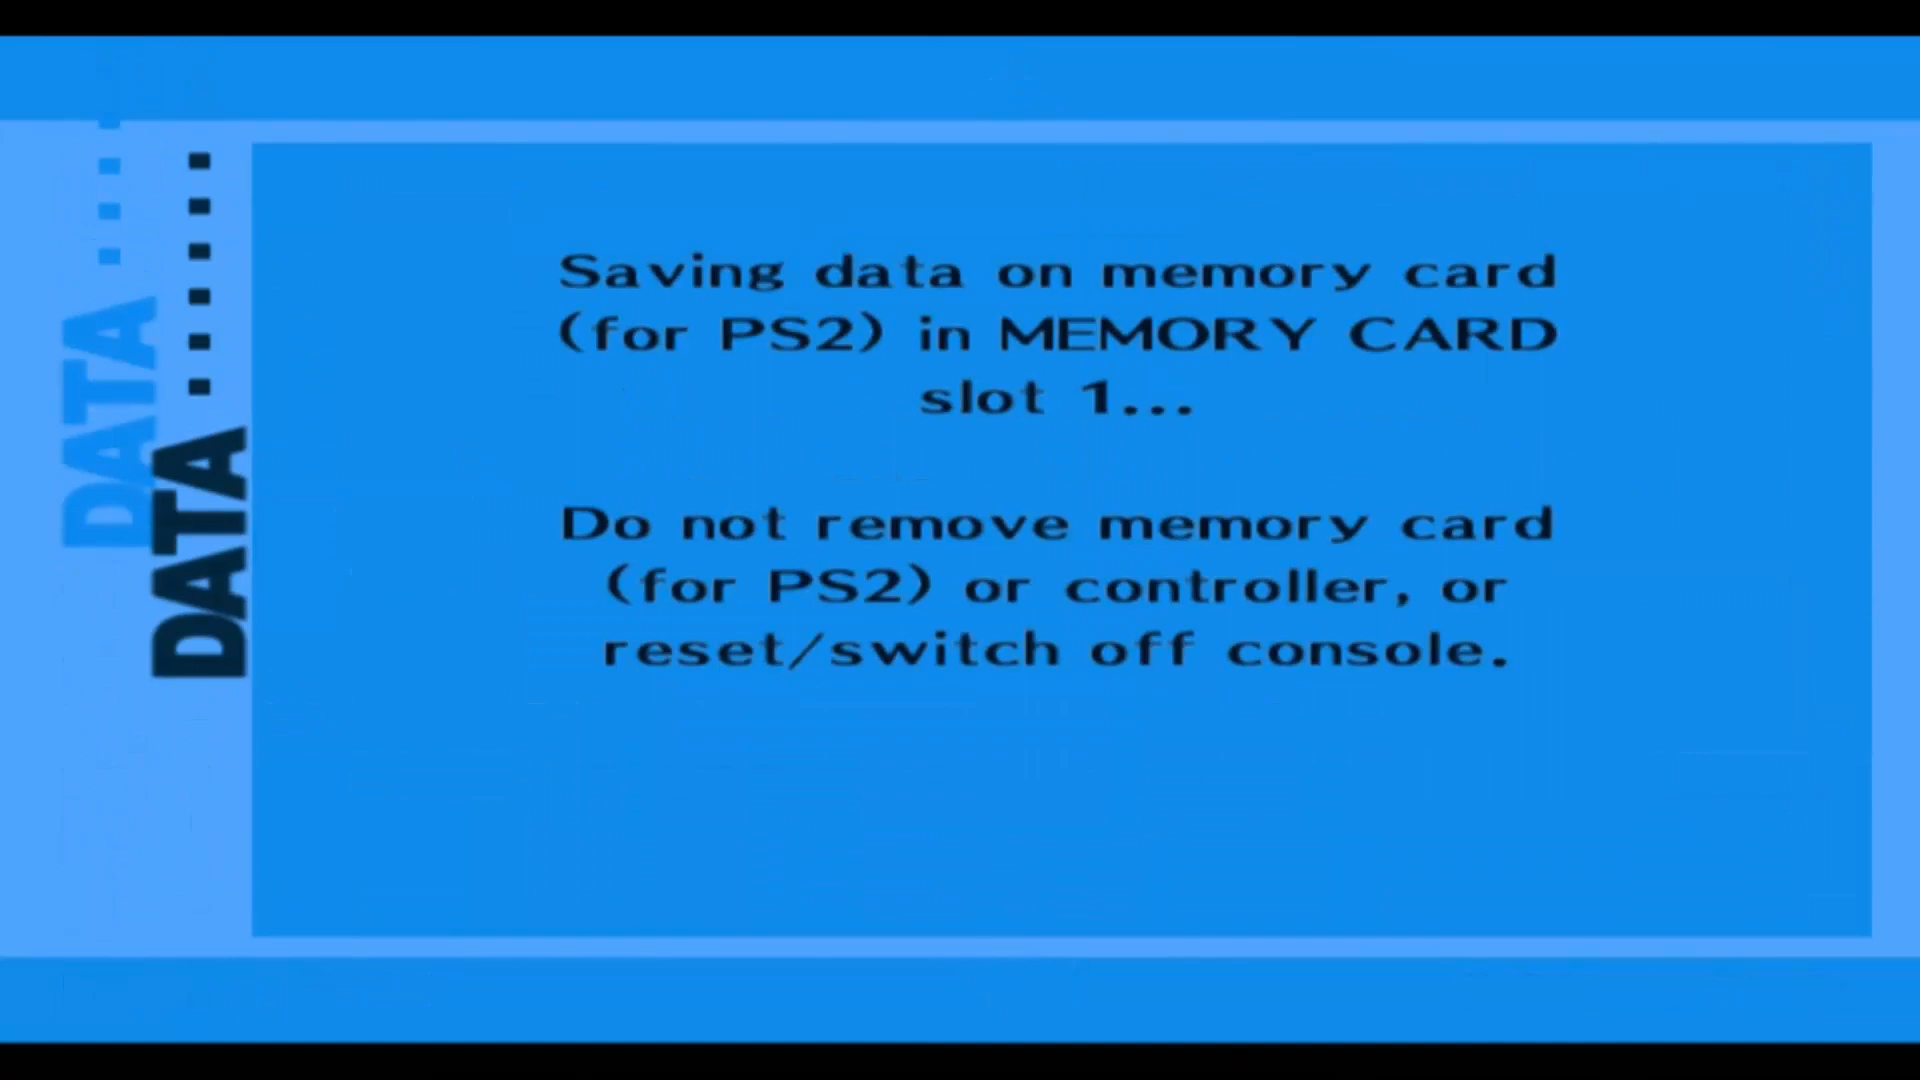 DATA......
DATA....
Saving data on memory card
(for PS2) in MEMORY CARD
slot 1...
Do not remove memory card
(for PS2) or controller, or
reset/switch off console.